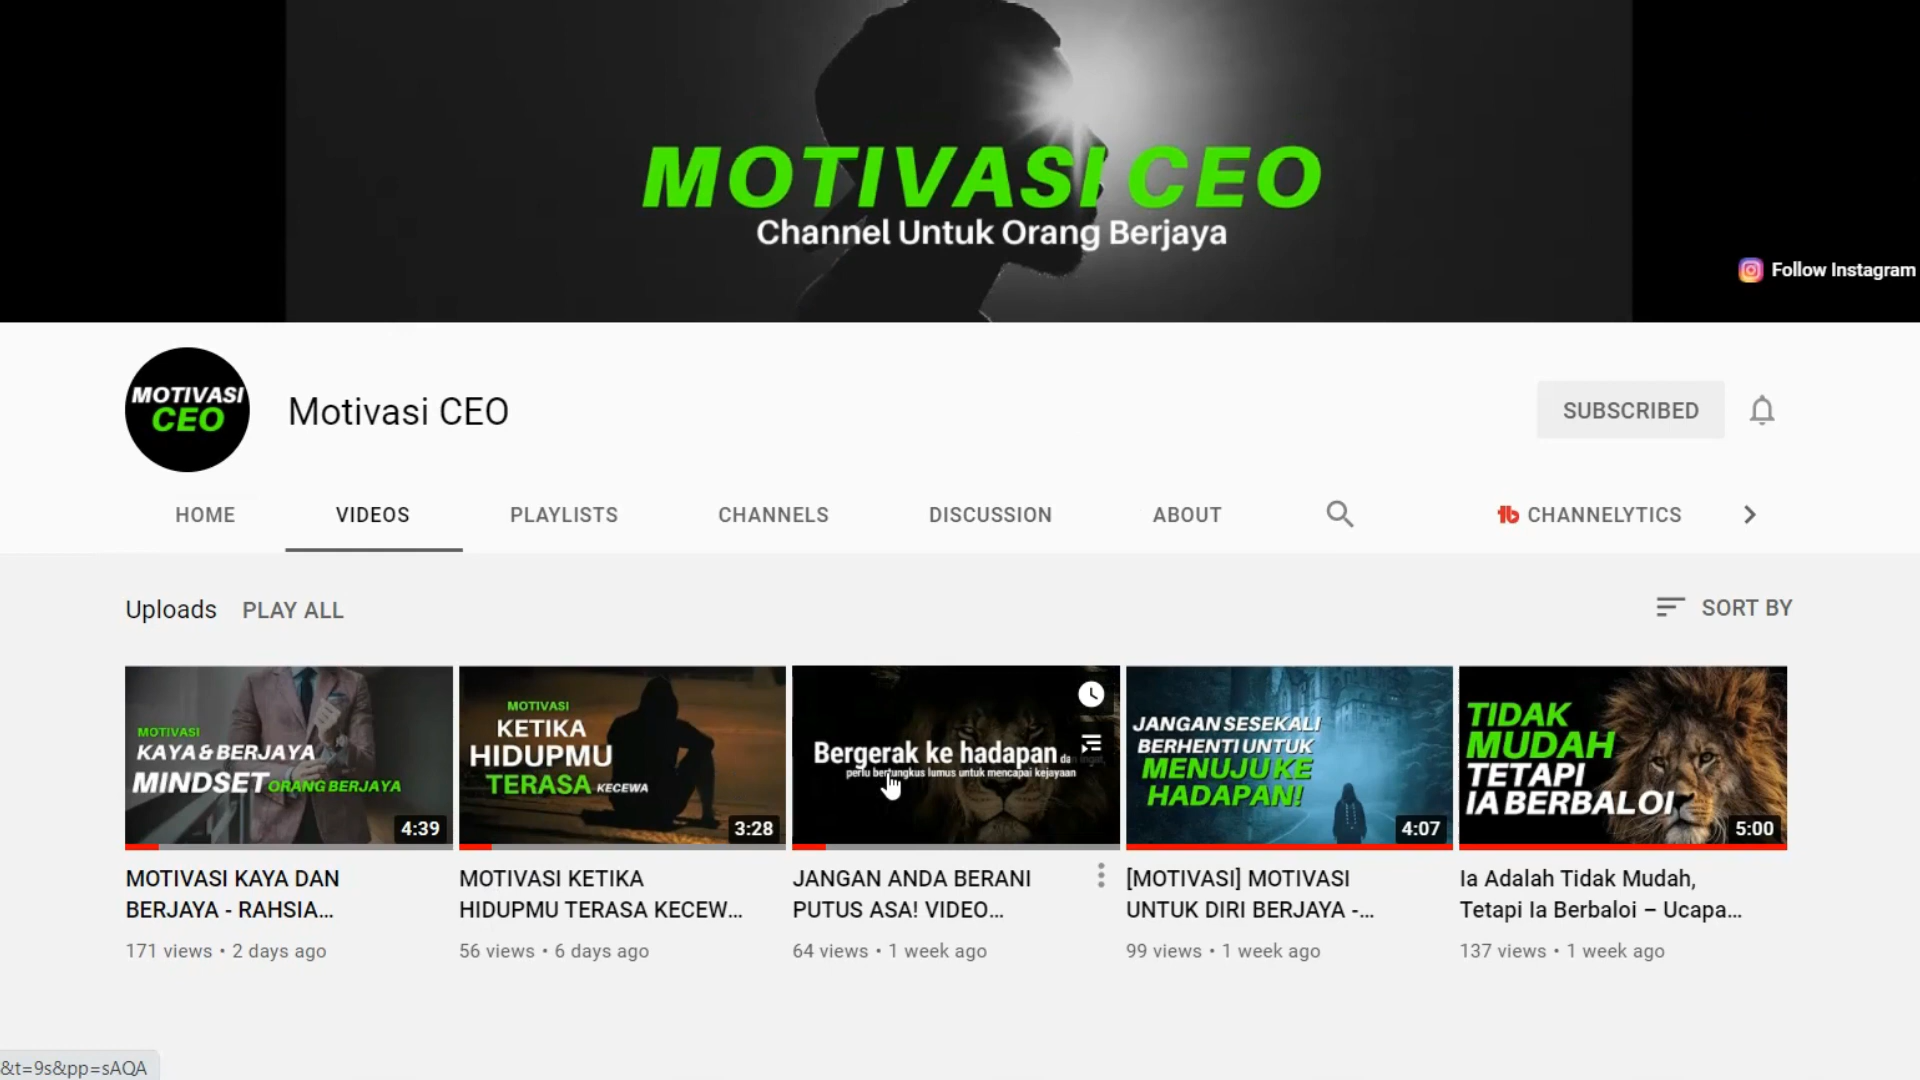 MOTIVASI CEO
Channel Untuk Orang Berjaya
Follow Instagram
MOTIVASI
CEO
Motivasi CEO
SUBSCRIBED
HOME
VIDEOS
PLAYLISTS
CHANNELS
DISCUSSION
ABOUT
CHANNELYTICS
Uploads
PLAY ALL
SORT BY
MOTIVASI
KAYA & BERJAYA
MINDSET ORANG BERJAYA
4:39
MOTIVASI
KETIKA
HIDUPMU
TERASA KECEWA
3:28
Bergerak ke hadapan
perlu bertungkus lumus untuk mencapai kejayaan
JANGAN SESEKALI
BERHENTI UNTUK
MENUJU KE
HADAPAN!
4:07
TIDAK
MUDAH
TETAPI
IA BERBALOI
5:00
MOTIVASI KAYA DAN
BERJAYA - RAHSIA...
171 views • 2 days ago
MOTIVASI KETIKA
HIDUPMU TERASA KECEW...
56 views • 6 days ago
JANGAN ANDA BERANI
PUTUS ASA! VIDEO...
64 views • 1 week ago
[MOTIVASI] MOTIVASI
UNTUK DIRI BERJAYA -...
99 views • 1 week ago
Ia Adalah Tidak Mudah,
Tetapi Ia Berbaloi – Ucapa...
137 views • 1 week ago
&t=9s&pp=sAQA